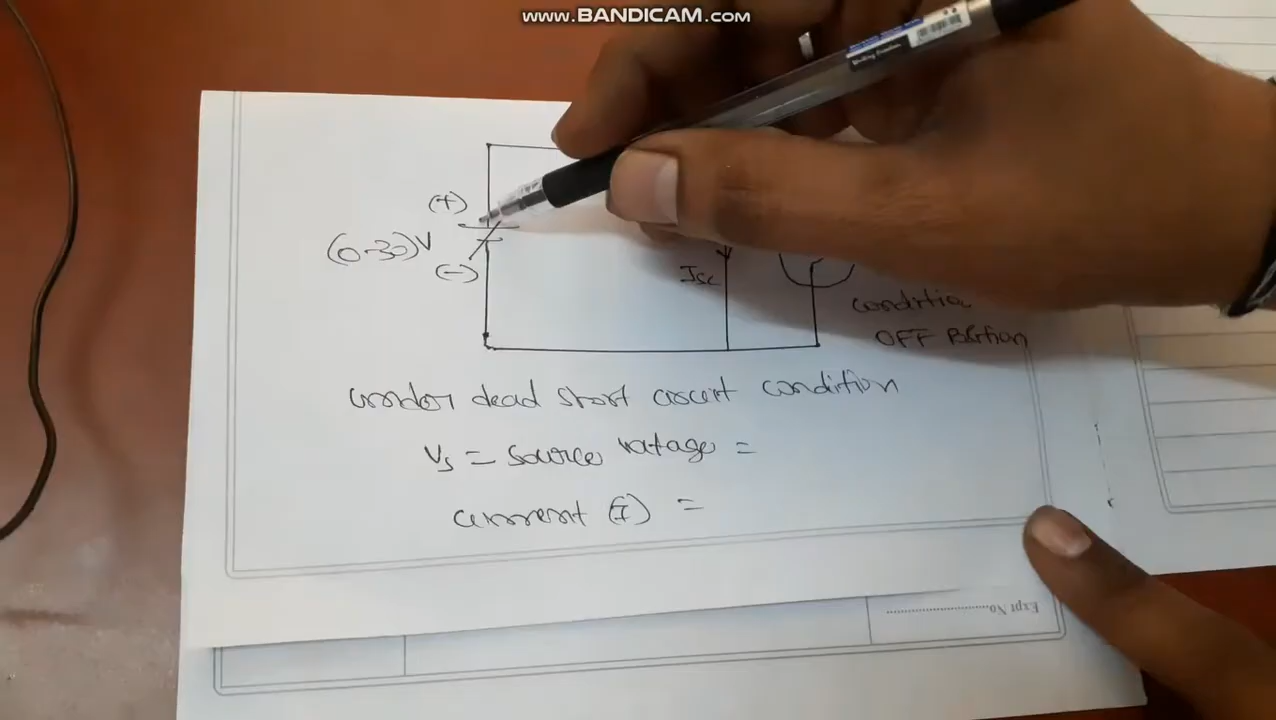 www.BANDICAM.com
(+)
(0-30)V
(-)
Isc
condition
OFF
under dead short circuit condition
Vs = source voltage =
current (I) =
Expt No.